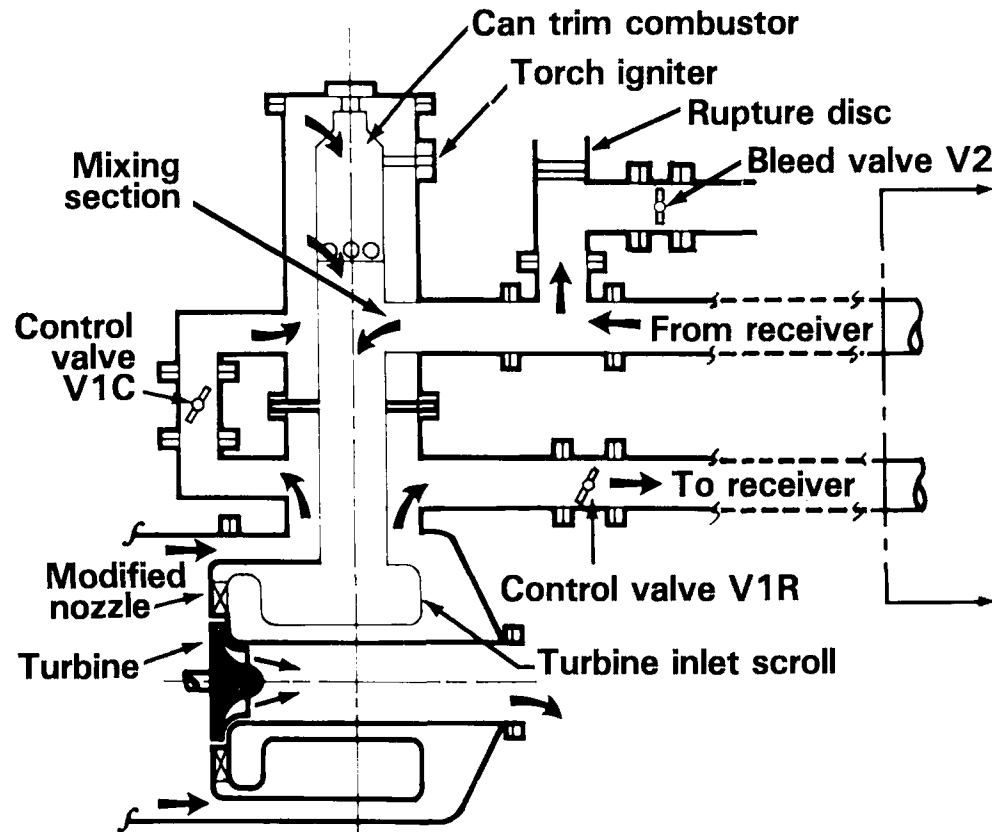 Can trim combustor
Torch igniter
Rupture disc
Bleed valve V2
Mixing
section
From receiver
Control
valve
V1C
To receiver
Modified
nozzle
Control valve V1R
Turbine
Turbine inlet scroll